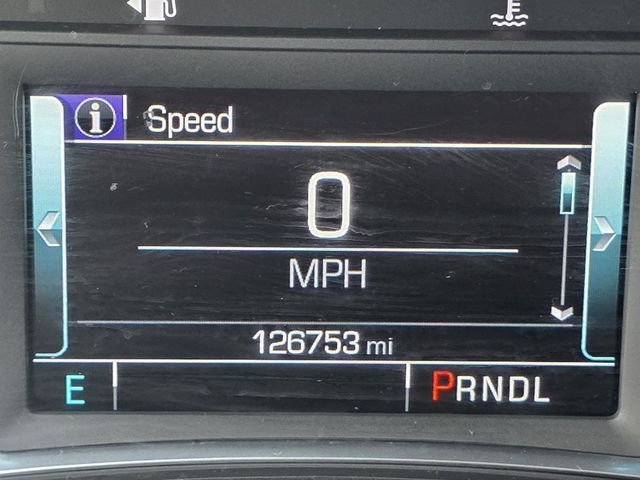 i Speed
0
MPH
126753 mi
E PRNDL